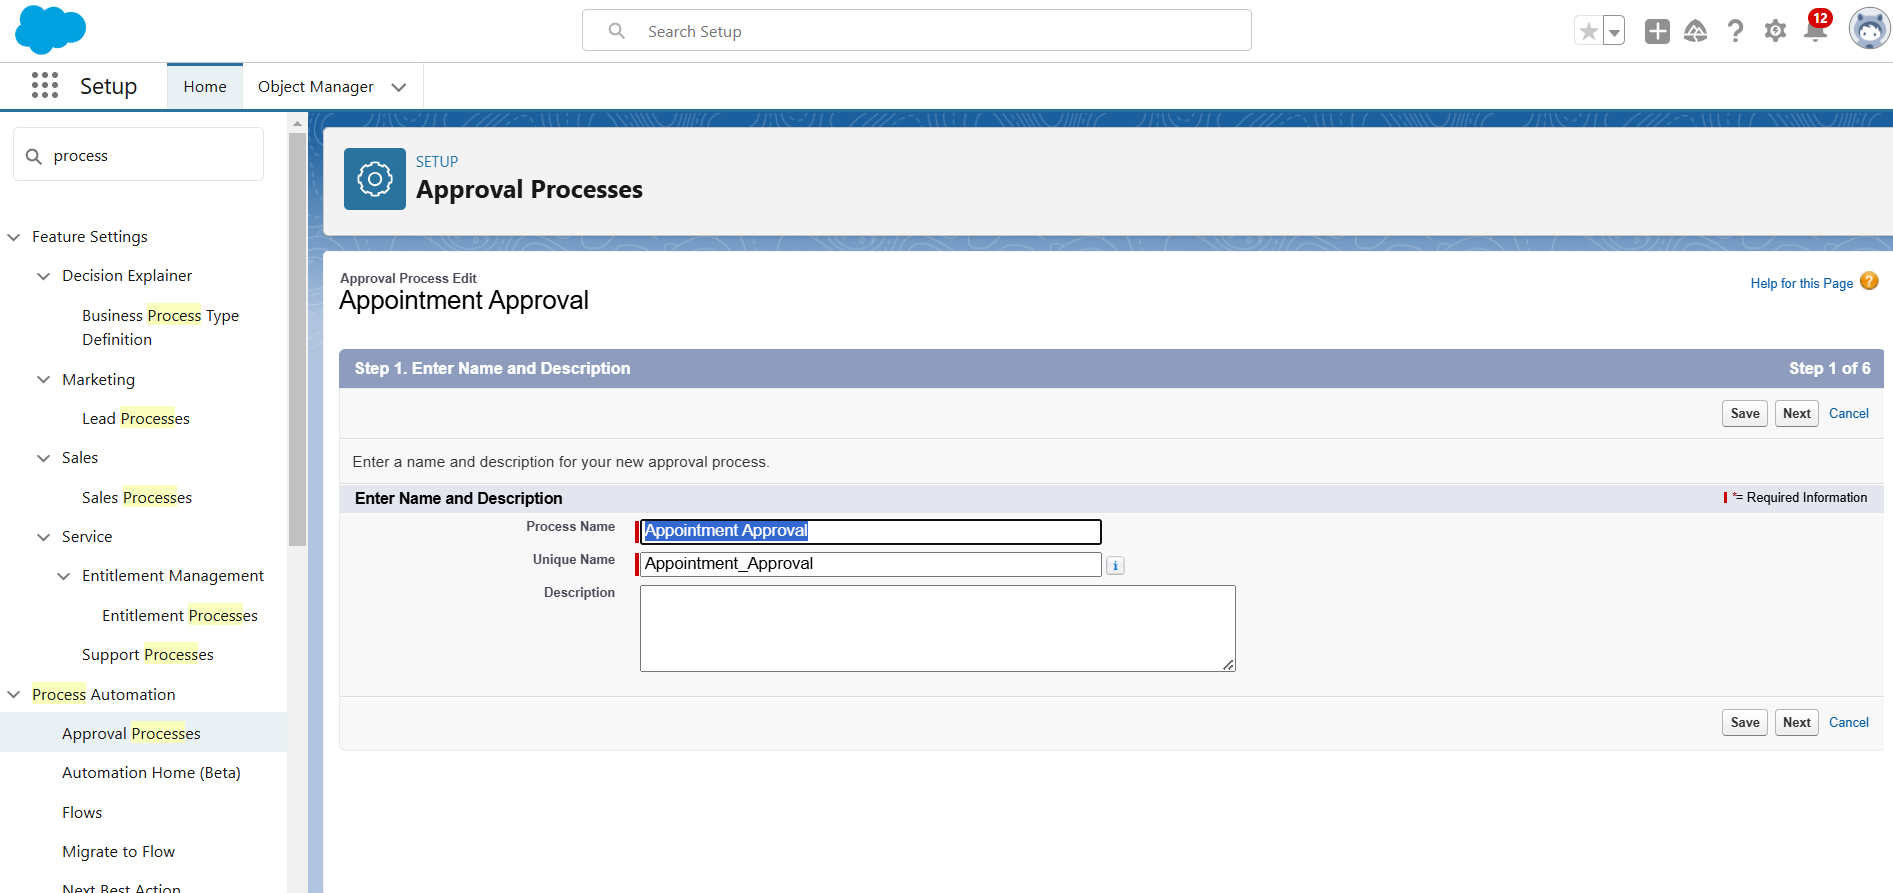 Search Setup
12
Setup
Home
Object Manager
process
Feature Settings
Decision Explainer
Business Process Type
Definition
Marketing
Lead Processes
Sales
Sales Processes
Service
Entitlement Management
Entitlement Processes
Support Processes
Process Automation
Approval Processes
Automation Home (Beta)
Flows
Migrate to Flow
Next Best Action
SETUP
Approval Processes
Approval Process Edit
Appointment Approval
Help for this Page
Step 1. Enter Name and Description
Step 1 of 6
Save
Next
Cancel
Enter a name and description for your new approval process.
Enter Name and Description
*= Required Information
Process Name
Appointment Approval
Unique Name
Appointment_Approval
Description
Save
Next
Cancel